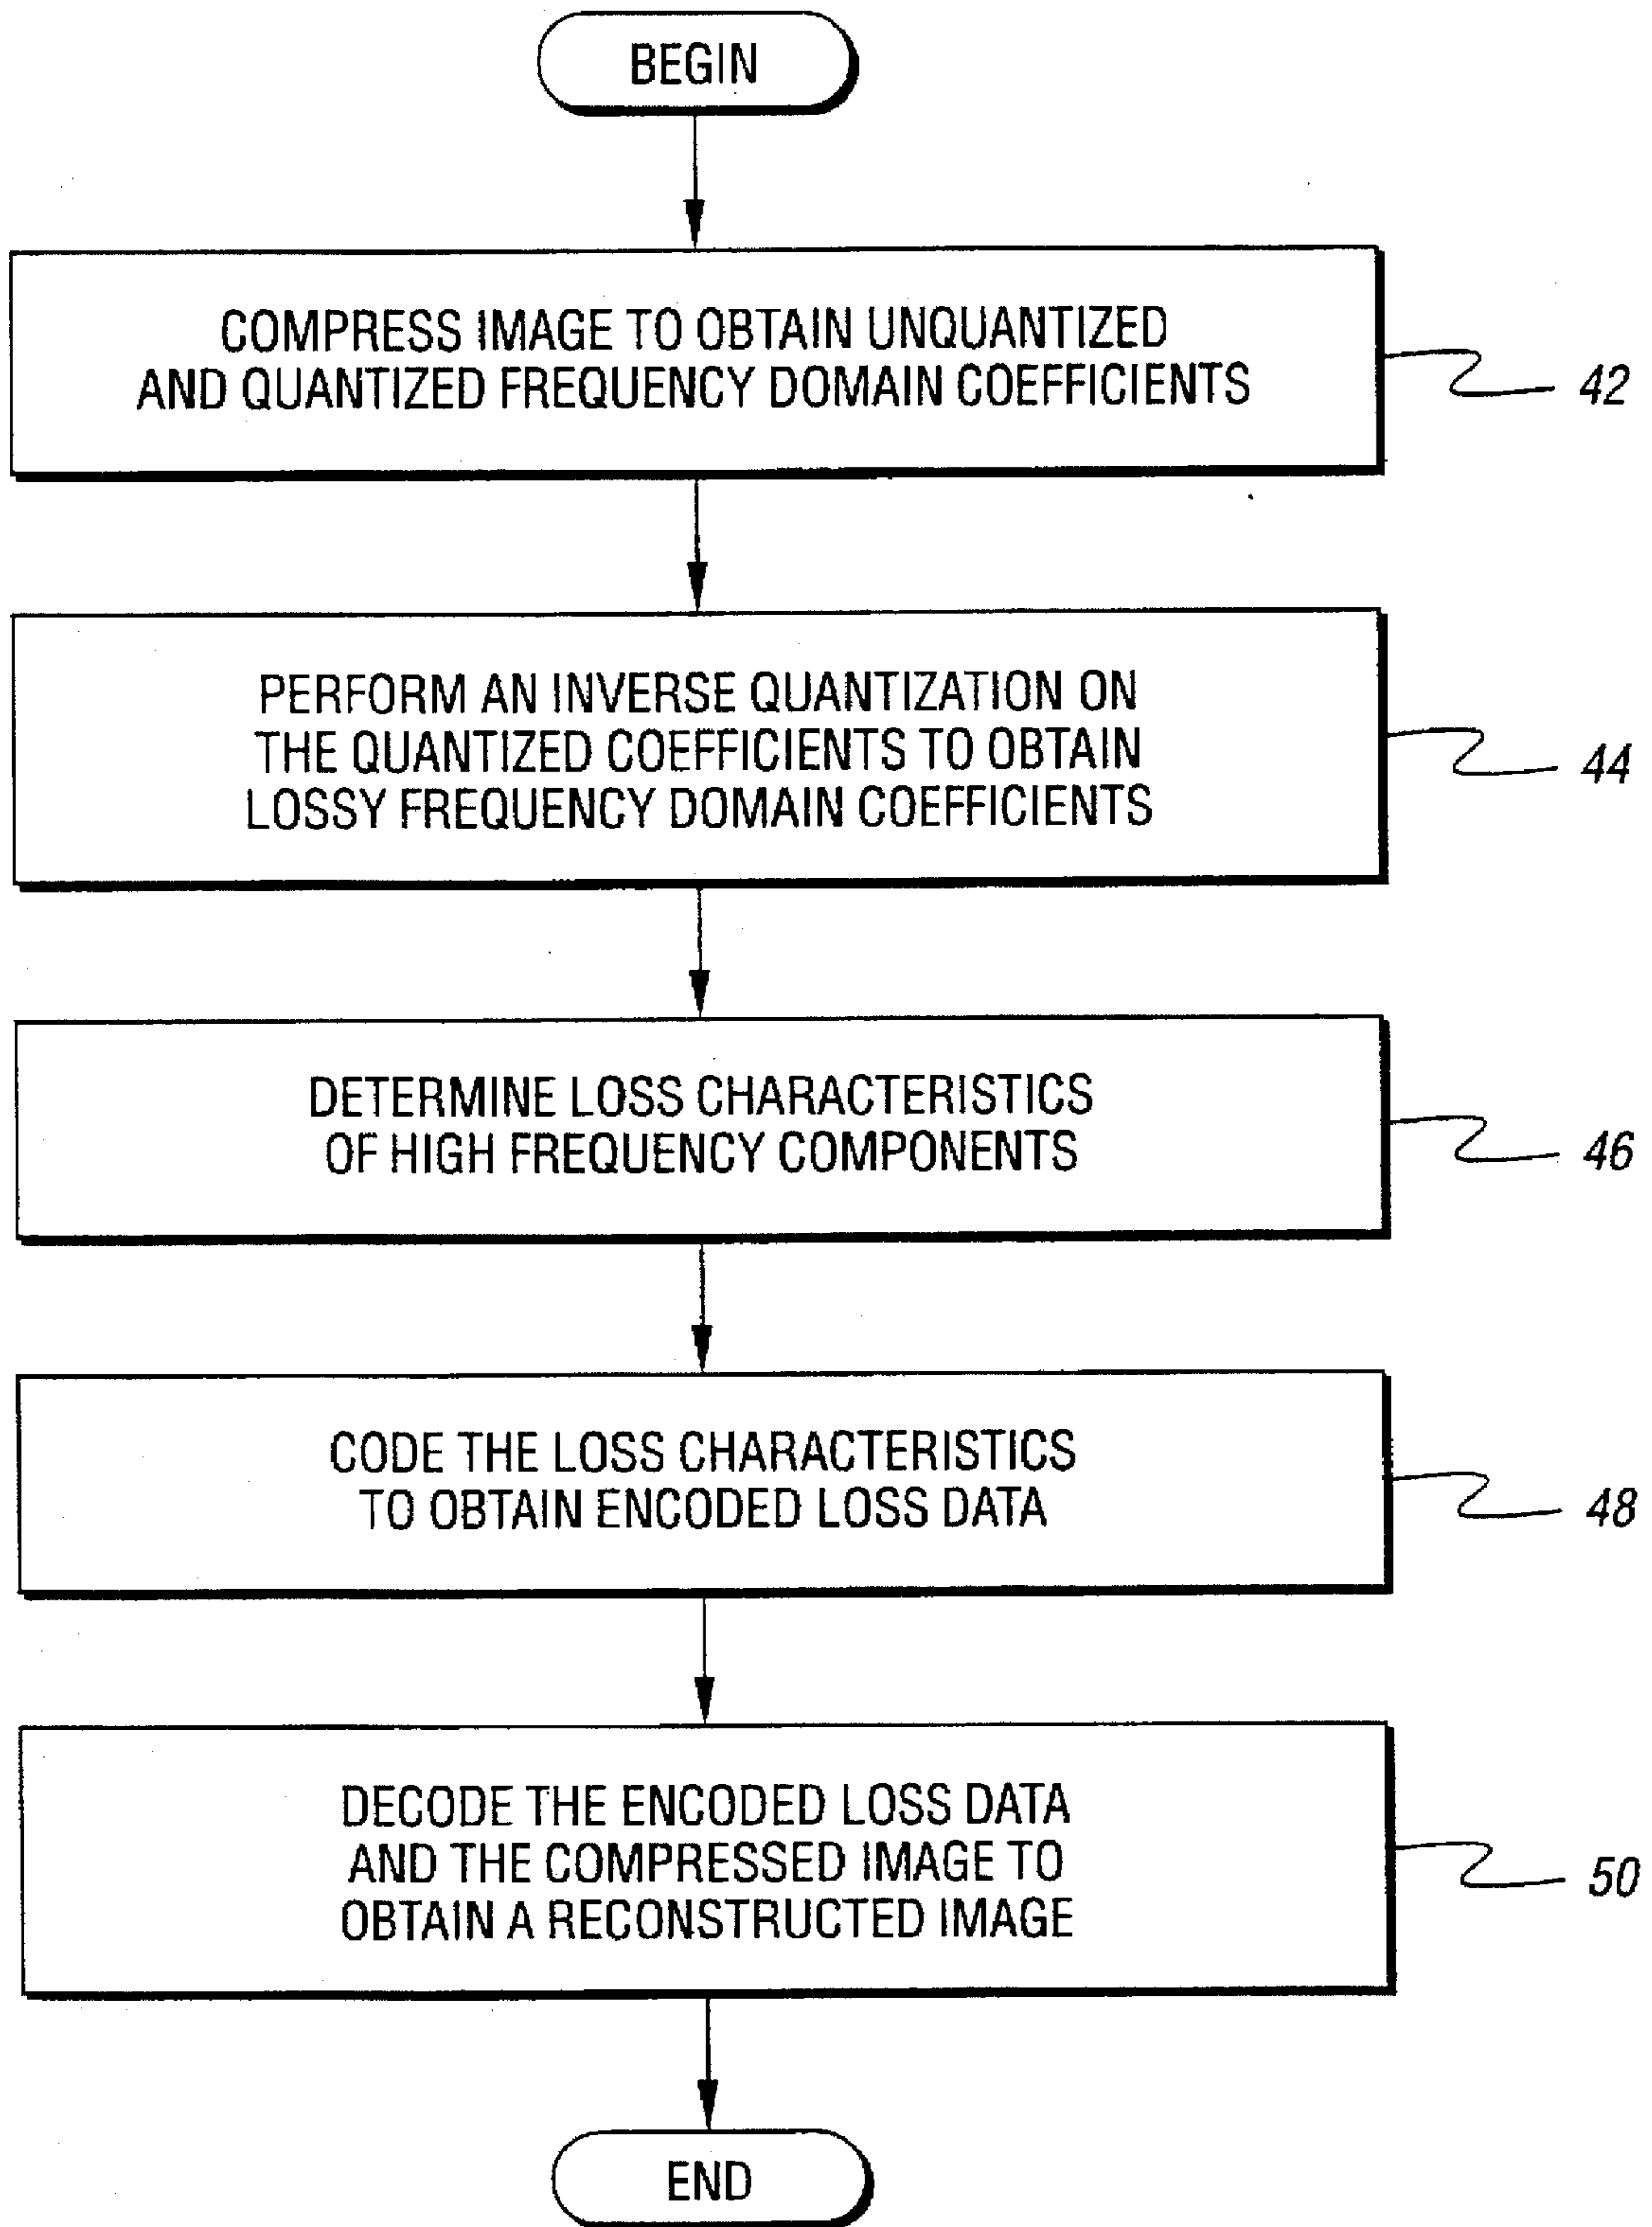 BEGIN
COMPRESS IMAGE TO OBTAIN UNQUANTIZED
AND QUANTIZED FREQUENCY DOMAIN COEFFICIENTS
42
PERFORM AN INVERSE QUANTIZATION ON
THE QUANTIZED COEFFICIENTS TO OBTAIN
LOSSY FREQUENCY DOMAIN COEFFICIENTS
44
DETERMINE LOSS CHARACTERISTICS
OF HIGH FREQUENCY COMPONENTS
46
CODE THE LOSS CHARACTERISTICS
TO OBTAIN ENCODED LOSS DATA
48
DECODE THE ENCODED LOSS DATA
AND THE COMPRESSED IMAGE TO
OBTAIN A RECONSTRUCTED IMAGE
50
END